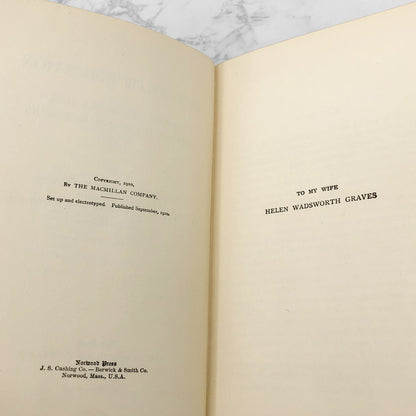 COPYRIGHT, 1910,
BY THE MACMILLAN COMPANY.
Set up and electrotyped. Published September, 1910.
Norwood Press
J. S. Cushing Co. — Berwick & Smith Co.
Norwood, Mass., U.S.A.
TO MY WIFE
HELEN WADSWORTH GRAVES